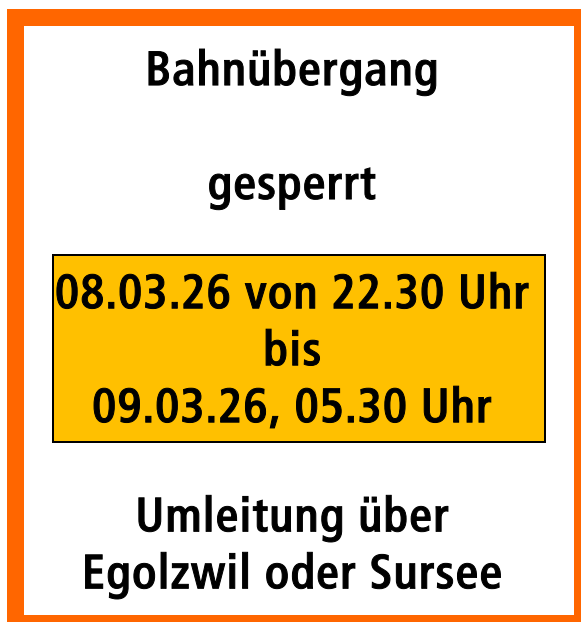 Bahnübergang
gesperrt
08.03.26 von 22.30 Uhr
bis
09.03.26, 05.30 Uhr
Umleitung über
Egolzwil oder Sursee